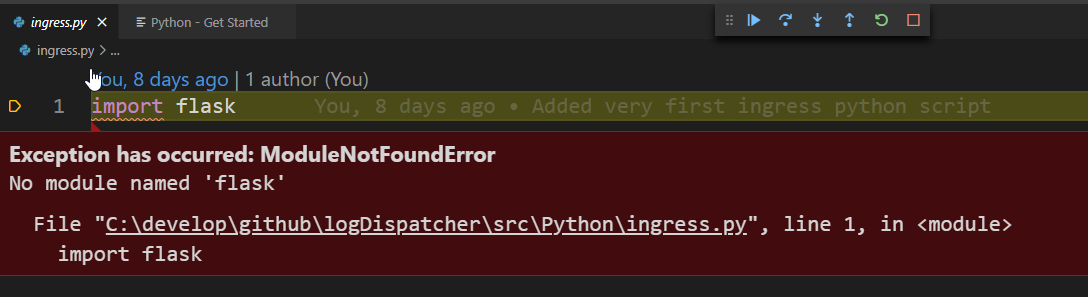 ingress.py
Python - Get Started
ingress.py > ...
You, 8 days ago | 1 author (You)
1 import flask You, 8 days ago • Added very first ingress python script
Exception has occurred: ModuleNotFoundError
No module named 'flask'
File "C:\develop\github\logDispatcher\src\Python\ingress.py", line 1, in <module>
import flask